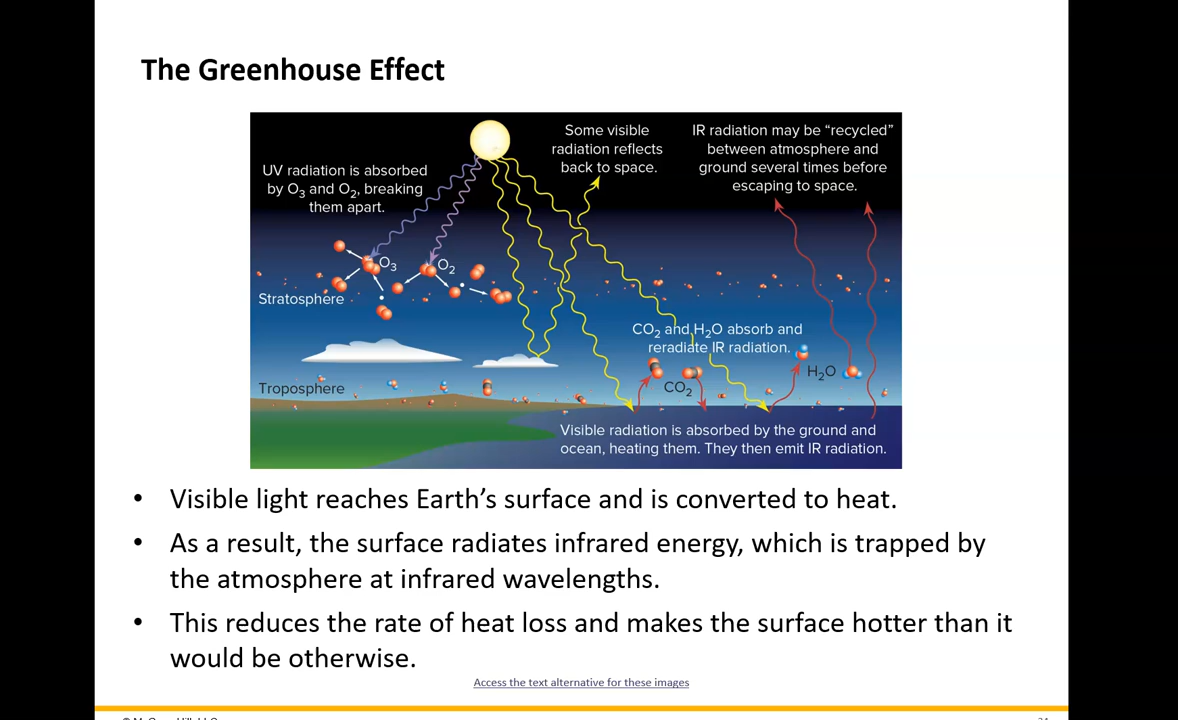 The Greenhouse Effect
Some visible
radiation reflects
back to space.
IR radiation may be “recycled”
between atmosphere and
ground several times before
escaping to space.
UV radiation is absorbed
by O3 and O2, breaking
them apart.
O3
O2
Stratosphere
CO2 and H2O absorb and
reradiate IR radiation.
H2O
CO2
Troposphere
Visible radiation is absorbed by the ground and
ocean, heating them. They then emit IR radiation.
• Visible light reaches Earth’s surface and is converted to heat.
• As a result, the surface radiates infrared energy, which is trapped by
the atmosphere at infrared wavelengths.
• This reduces the rate of heat loss and makes the surface hotter than it
would be otherwise.
Access the text alternative for these images